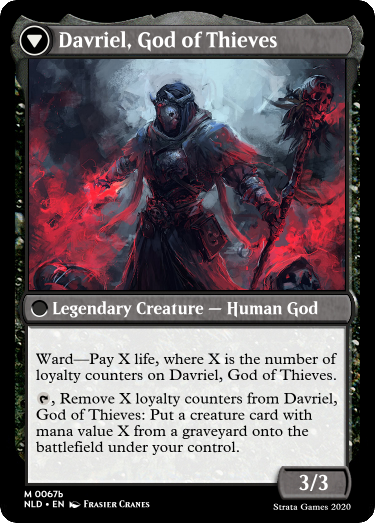 Davriel, God of Thieves
Legendary Creature — Human God
Ward—Pay X life, where X is the number of
loyalty counters on Davriel, God of Thieves.
, Remove X loyalty counters from Davriel,
God of Thieves: Put a creature card with
mana value X from a graveyard onto the
battlefield under your control.
3/3
M 0067b
NLD • EN Frasier Cranes
Strata Games 2020